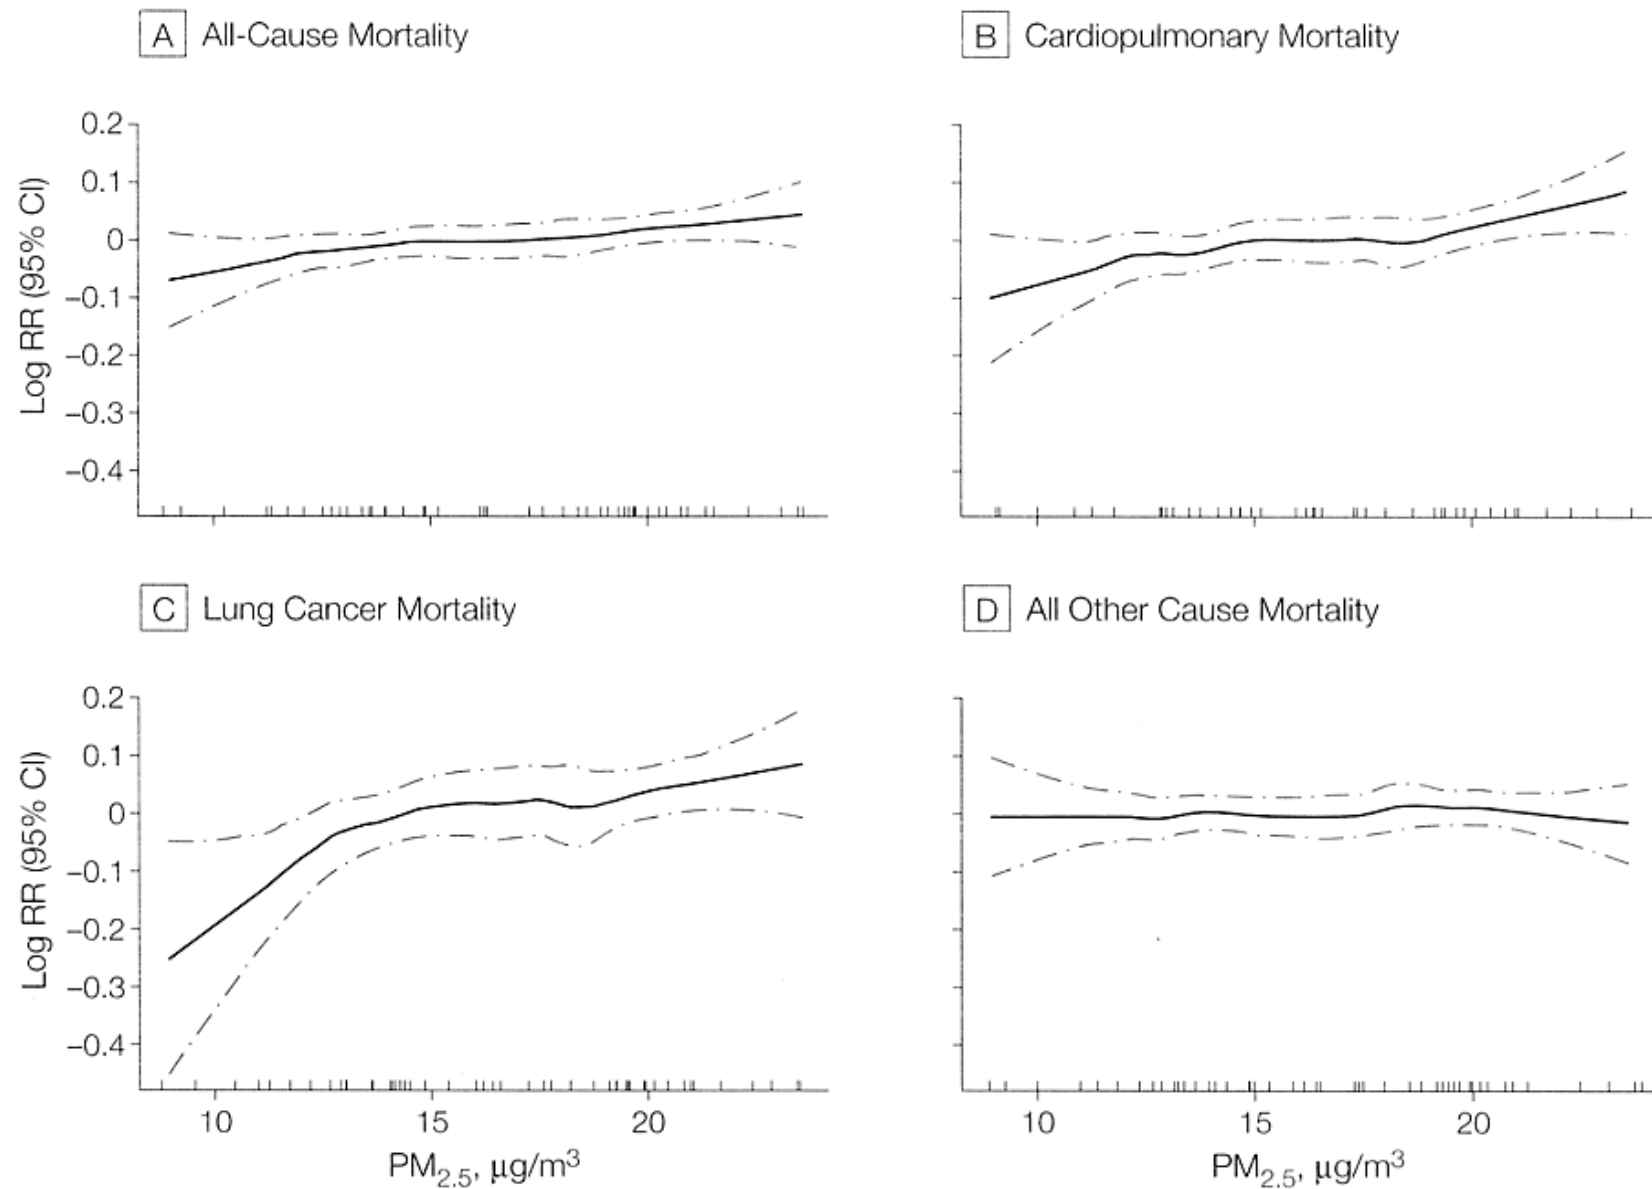 A All-Cause Mortality
B Cardiopulmonary Mortality
0.2
0.1
0
−0.1
−0.2
−0.3
−0.4
Log RR (95% CI)
C Lung Cancer Mortality
D All Other Cause Mortality
0.2
0.1
0
−0.1
−0.2
−0.3
−0.4
Log RR (95% CI)
10 15 20
10 15 20
PM2.5, μg/m3
PM2.5, μg/m3